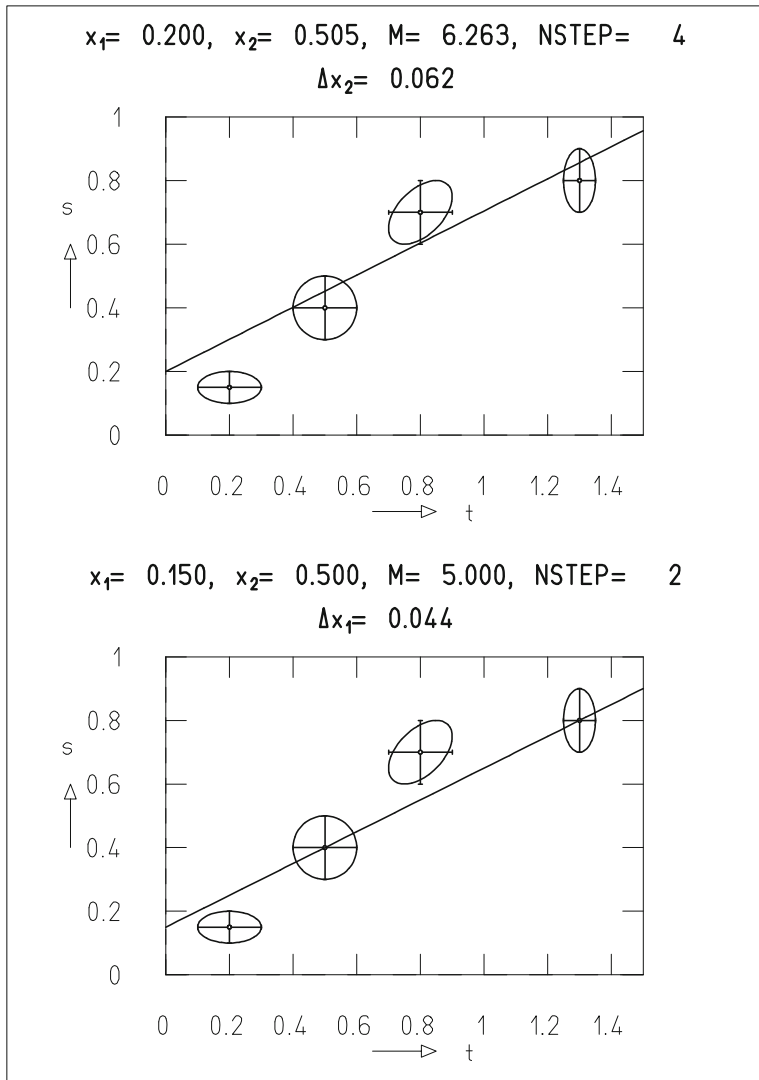 x₁= 0.200, x₂= 0.505, M= 6.263, NSTEP= 4
Δx₂= 0.062
1
0.8
s
0.6
0.4
0.2
0
0 0.2 0.4 0.6 0.8 1 1.2 1.4
t
x₁= 0.150, x₂= 0.500, M= 5.000, NSTEP= 2
Δx₁= 0.044
1
0.8
s
0.6
0.4
0.2
0
0 0.2 0.4 0.6 0.8 1 1.2 1.4
t